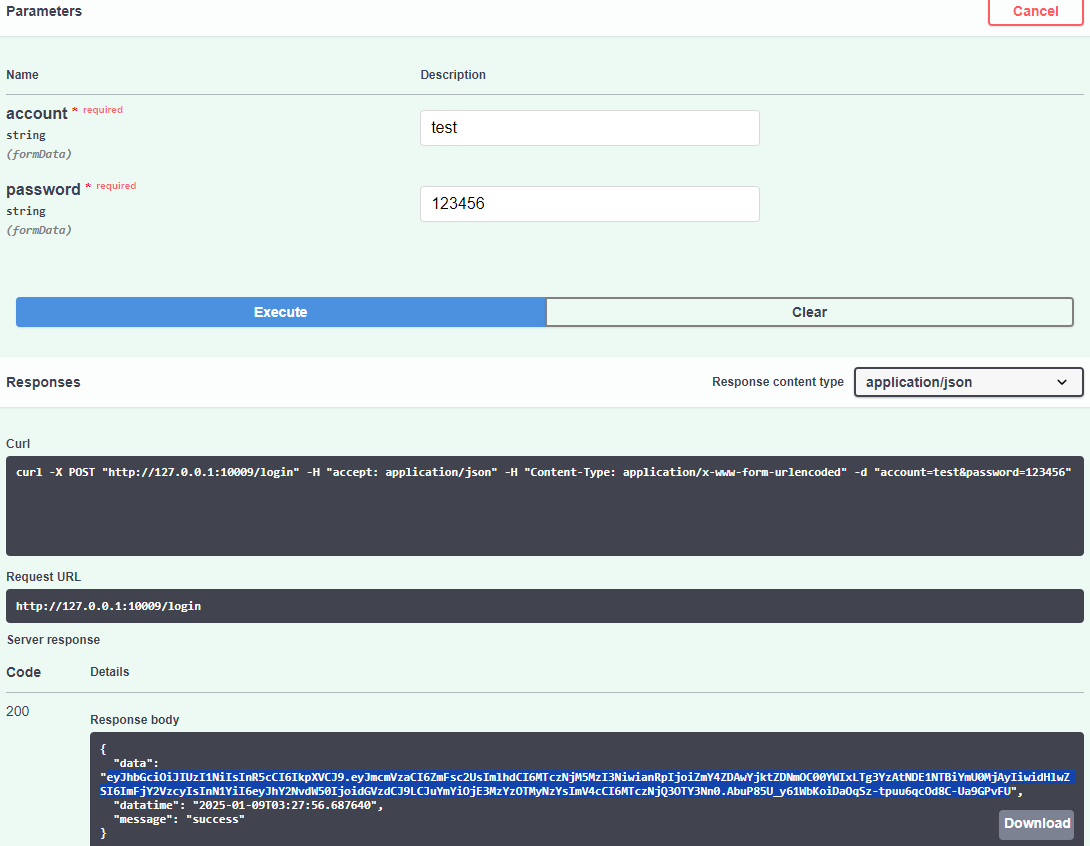 Parameters
Cancel
Name
Description
account * required
string
(formData)
test
password * required
string
(formData)
123456
Execute
Clear
Responses
Response content type
application/json
Curl
curl -X POST "http://127.0.0.1:10009/login" -H "accept: application/json" -H "Content-Type: application/x-www-form-urlencoded" -d "account=test&password=123456"
Request URL
http://127.0.0.1:10009/login
Server response
Code
Details
200
Response body
{
"data":
"eyJhbGciOiJIUzI1NiIsInR5cCI6IkpXVCJ9.eyJmcmVzaCI6ZmFsc2UsImlhdCI6MTczNjM5MzI3NiwianRpIjoiZmY4ZDAwYjktZDNmOC00YWIxLTg3YzAtNDE1NTBiYmU0MjAyIiwidHlwZ
SI6ImFjY2VzcyIsInN1YiI6eyJhY2NvdW50IjoidGVzdCJ9LCJuYmYiOjE3MzYzOTMyNzYsImV4cCI6MTczNjQ3OTY3Nn0.AbuP85U_y61WbKoiDaOqSz-tpuu6qcOd8C-Ua9GPvFU",
"datatime": "2025-01-09T03:27:56.687640",
"message": "success"
}
Download